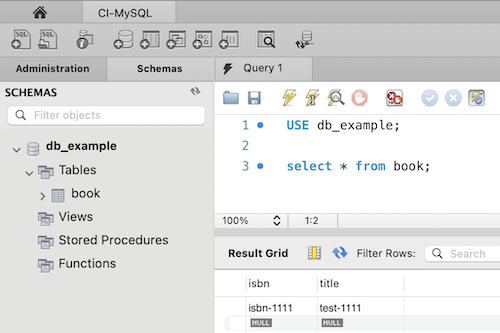 CI-MySQL
SQL SQL
Administration Schemas Query 1
SCHEMAS
Filter objects
db_example
Tables
book
Views
Stored Procedures
Functions
1 USE db_example;
2
3 select * from book;
100% 1:2
Result Grid Filter Rows: Search
isbn title
isbn-1111 test-1111
NULL NULL